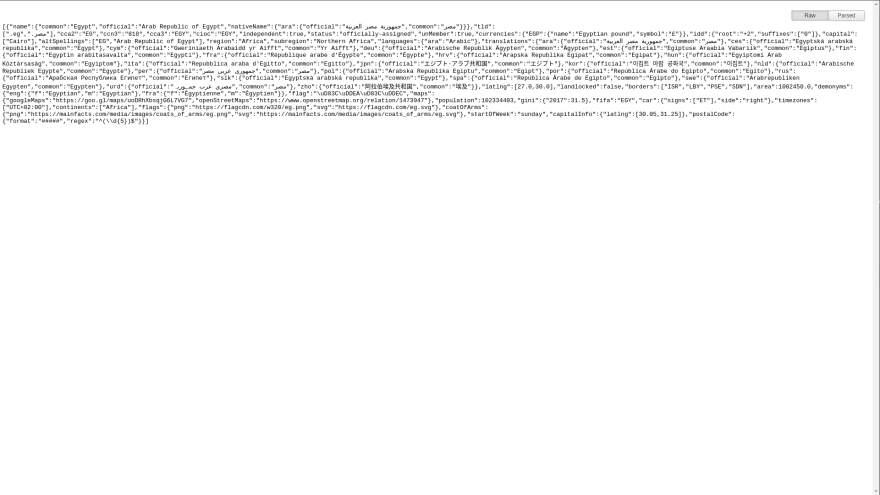 Raw Parsed
[{"name":{"common":"Egypt","official":"Arab Republic of Egypt","nativeName":{"ara":{"official":"جمهورية مصر العربية","common":"مصر"}}},"tld":
[".eg",".مصر"],"cca2":"EG","ccn3":"818","cca3":"EGY","cioc":"EGY","independent":true,"status":"officially-assigned","unMember":true,"currencies":{"EGP":{"name":"Egyptian pound","symbol":"£"}},"idd":{"root":"+2","suffixes":["0"]},"capital":
["Cairo"],"altSpellings":["EG","Arab Republic of Egypt"],"region":"Africa","subregion":"Northern Africa","languages":{"ara":"Arabic"},"translations":{"ara":{"official":"جمهورية مصر العربية","common":"مصر"},"ces":{"official":"Egyptská arabská
republika","common":"Egypt"},"cym":{"official":"Gweriniaeth Arabaidd yr Aifft","common":"Yr Aifft"},"deu":{"official":"Arabische Republik Ägypten","common":"Ägypten"},"est":{"official":"Egiptuse Araabia Vabariik","common":"Egiptus"},"fin":
{"official":"Egyptin arabitasavalta","common":"Egypti"},"fra":{"official":"République arabe d'Égypte","common":"Égypte"},"hrv":{"official":"Arapska Republika Egipat","common":"Egipat"},"hun":{"official":"Egyiptomi Arab
Köztársaság","common":"Egyiptom"},"ita":{"official":"Repubblica araba d'Egitto","common":"Egitto"},"jpn":{"official":"エジプト・アラブ共和国","common":"エジプト"},"kor":{"official":"이집트 아랍 공화국","common":"이집트"},"nld":{"official":"Arabische
Republiek Egypte","common":"Egypte"},"per":{"official":"جمهوری عربی مصر","common":"مصر"},"pol":{"official":"Arabska Republika Egiptu","common":"Egipt"},"por":{"official":"República Árabe do Egipto","common":"Egito"},"rus":
{"official":"Арабская Республика Египет","common":"Египет"},"slk":{"official":"Egyptská arabská republika","common":"Egypt"},"spa":{"official":"República Árabe de Egipto","common":"Egipto"},"swe":{"official":"Arabrepubliken
Egypten","common":"Egypten"},"urd":{"official":"مصری عرب جمہوریہ","common":"مصر"},"zho":{"official":"阿拉伯埃及共和国","common":"埃及"}},"latlng":[27.0,30.0],"landlocked":false,"borders":["ISR","LBY","PSE","SDN"],"area":1002450.0,"demonyms":
{"eng":{"f":"Egyptian","m":"Egyptian"},"fra":{"f":"Égyptienne","m":"Égyptien"}},"flag":"\uD83C\uDDEA\uD83C\uDDEC","maps":
{"googleMaps":"https://goo.gl/maps/uoDRhXbsqjG6L7VG7","openStreetMaps":"https://www.openstreetmap.org/relation/1473947"},"population":102334403,"gini":{"2017":31.5},"fifa":"EGY","car":{"signs":["ET"],"side":"right"},"timezones":
["UTC+02:00"],"continents":["Africa"],"flags":{"png":"https://flagcdn.com/w320/eg.png","svg":"https://flagcdn.com/eg.svg"},"coatOfArms":
{"png":"https://mainfacts.com/media/images/coats_of_arms/eg.png","svg":"https://mainfacts.com/media/images/coats_of_arms/eg.svg"},"startOfWeek":"sunday","capitalInfo":{"latlng":[30.05,31.25]},"postalCode":
{"format":"#####","regex":"^(\\d{5})$"}}]